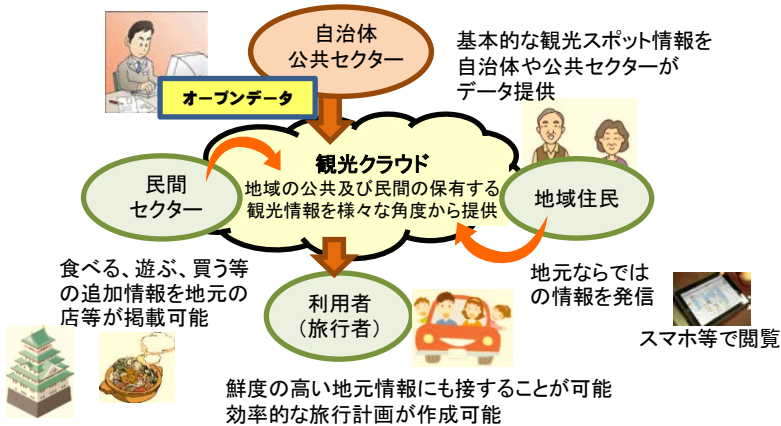 自治体
公共セクター
基本的な観光スポット情報を
自治体や公共セクターが
データ提供
オープンデータ
観光クラウド
地域の公共及び民間の保有する
観光情報を様々な角度から提供
民間
セクター
地域住民
食べる、遊ぶ、買う等
の追加情報を地元の
店等が掲載可能
利用者
（旅行者）
地元ならでは
の情報を発信
スマホ等で閲覧
鮮度の高い地元情報にも接することが可能
効率的な旅行計画が作成可能